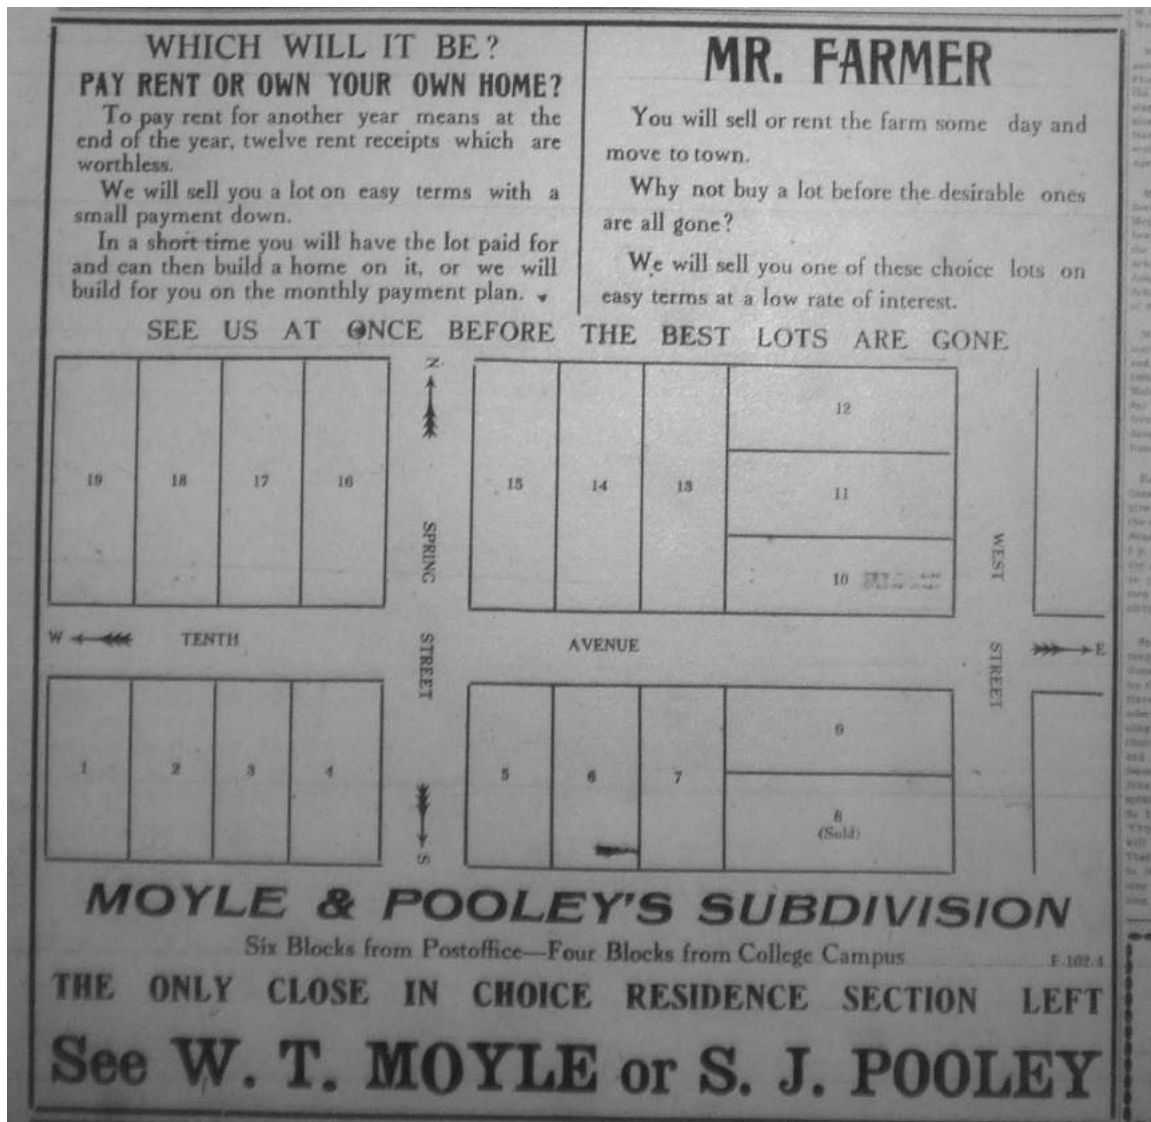 WHICH WILL IT BE?
PAY RENT OR OWN YOUR OWN HOME?
To pay rent for another year means at the
end of the year, twelve rent receipts which are
worthless.
We will sell you a lot on easy terms with a
small payment down.
In a short time you will have the lot paid for
and can then build a home on it, or we will
build for you on the monthly payment plan.
MR. FARMER
You will sell or rent the farm some day and
move to town.
Why not buy a lot before the desirable ones
are all gone?
We will sell you one of these choice lots on
easy terms at a low rate of interest.
SEE US AT ONCE BEFORE THE BEST LOTS ARE GONE
N
12
19 18 17 16 15 14 13
11
SPRING
WEST
10
W TENTH AVENUE E
STREET
STREET
9
1 2 3 4 5 6 7
8
(Sold)
S
MOYLE & POOLEY'S SUBDIVISION
Six Blocks from Postoffice—Four Blocks from College Campus
F-102-4
THE ONLY CLOSE IN CHOICE RESIDENCE SECTION LEFT
See W. T. MOYLE or S. J. POOLEY